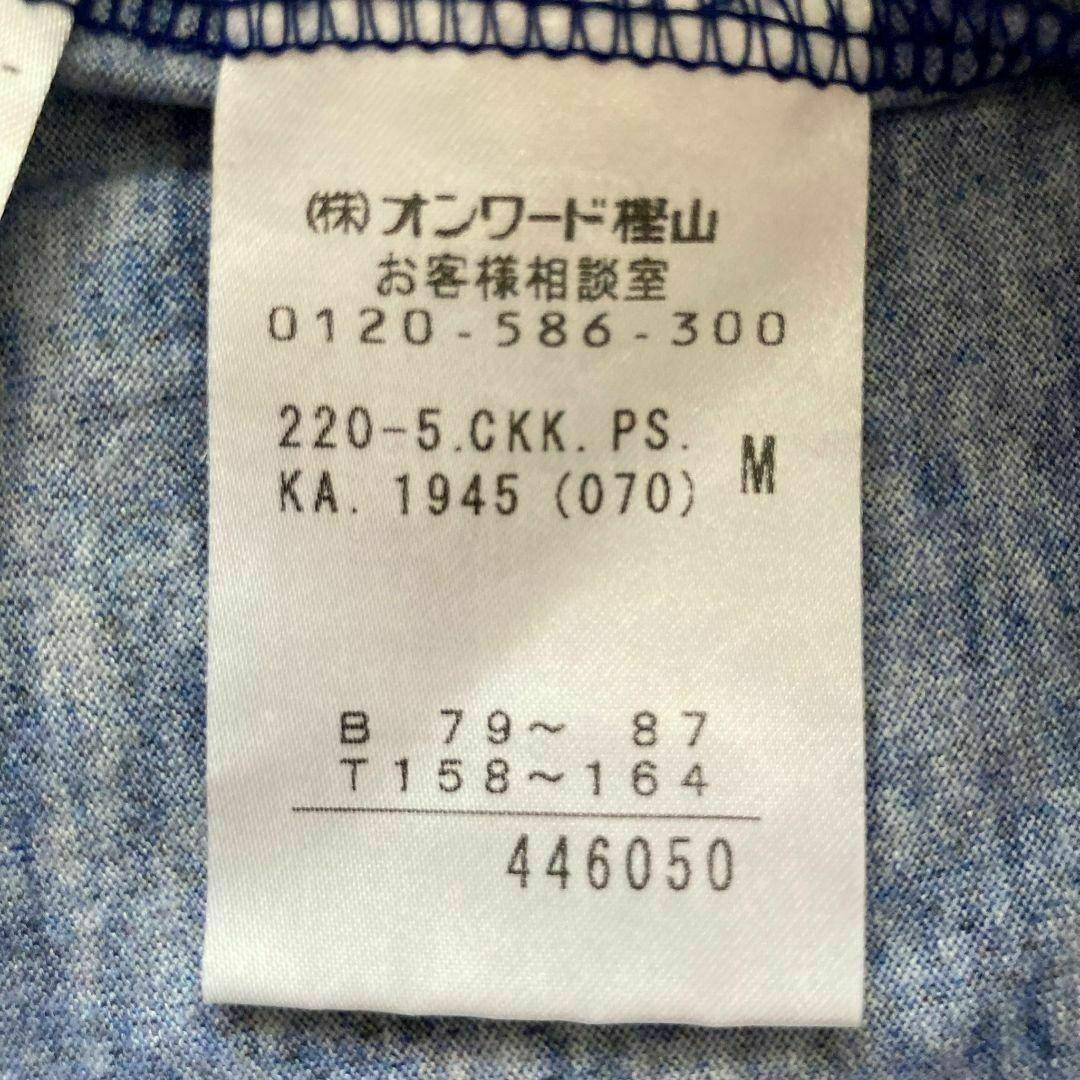 (株)オンワード樫山
お客様相談室
0120-586-300
220-5.CKK.PS.
KA. 1945 (070) M
B 79〜 87
T158〜164
446050